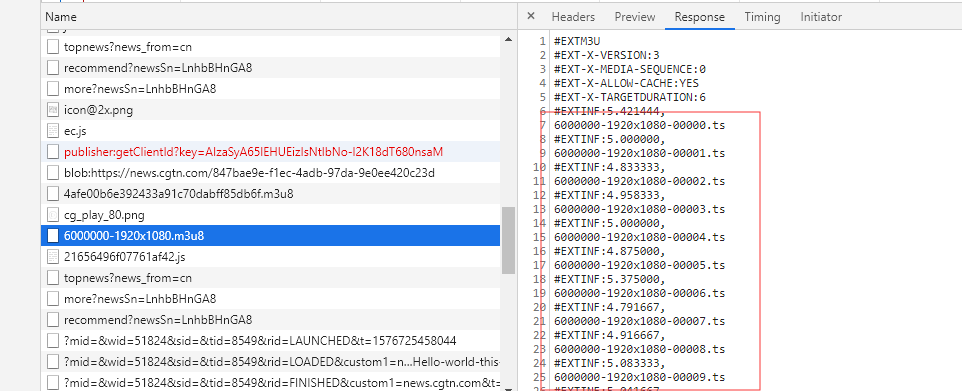 Name
topnews?news_from=cn
recommend?newsSn=LnhbBHnGA8
more?newsSn=LnhbBHnGA8
icon@2x.png
ec.js
publisher:getClientId?key=AIzaSyA65lEHUEizIsNtlbNo-l2K18dT680nsaM
blob:https://news.cgtn.com/847bae9e-f1ec-4adb-97da-9e0ee420c23d
4afe00b6e392433a91c70dabff85db6f.m3u8
cg_play_80.png
6000000-1920x1080.m3u8
21656496f07761af42.js
topnews?news_from=cn
more?newsSn=LnhbBHnGA8
recommend?newsSn=LnhbBHnGA8
?mid=&wid=51824&sid=&tid=8549&rid=LAUNCHED&t=1576725458044
?mid=&wid=51824&sid=&tid=8549&rid=LOADED&custom1=n...Hello-world-this-
?mid=&wid=51824&sid=&tid=8549&rid=FINISHED&custom1=news.cgtn.com&t=
× Headers Preview Response Timing Initiator
1 #EXTM3U
2 #EXT-X-VERSION:3
3 #EXT-X-MEDIA-SEQUENCE:0
4 #EXT-X-ALLOW-CACHE:YES
5 #EXT-X-TARGETDURATION:6
6 #EXTINF:5.421444,
7 6000000-1920x1080-00000.ts
8 #EXTINF:5.000000,
9 6000000-1920x1080-00001.ts
10 #EXTINF:4.833333,
11 6000000-1920x1080-00002.ts
12 #EXTINF:4.958333,
13 6000000-1920x1080-00003.ts
14 #EXTINF:5.000000,
15 6000000-1920x1080-00004.ts
16 #EXTINF:4.875000,
17 6000000-1920x1080-00005.ts
18 #EXTINF:5.375000,
19 6000000-1920x1080-00006.ts
20 #EXTINF:4.791667,
21 6000000-1920x1080-00007.ts
22 #EXTINF:4.916667,
23 6000000-1920x1080-00008.ts
24 #EXTINF:5.083333,
25 6000000-1920x1080-00009.ts
26 #EXTINF:5.041667,